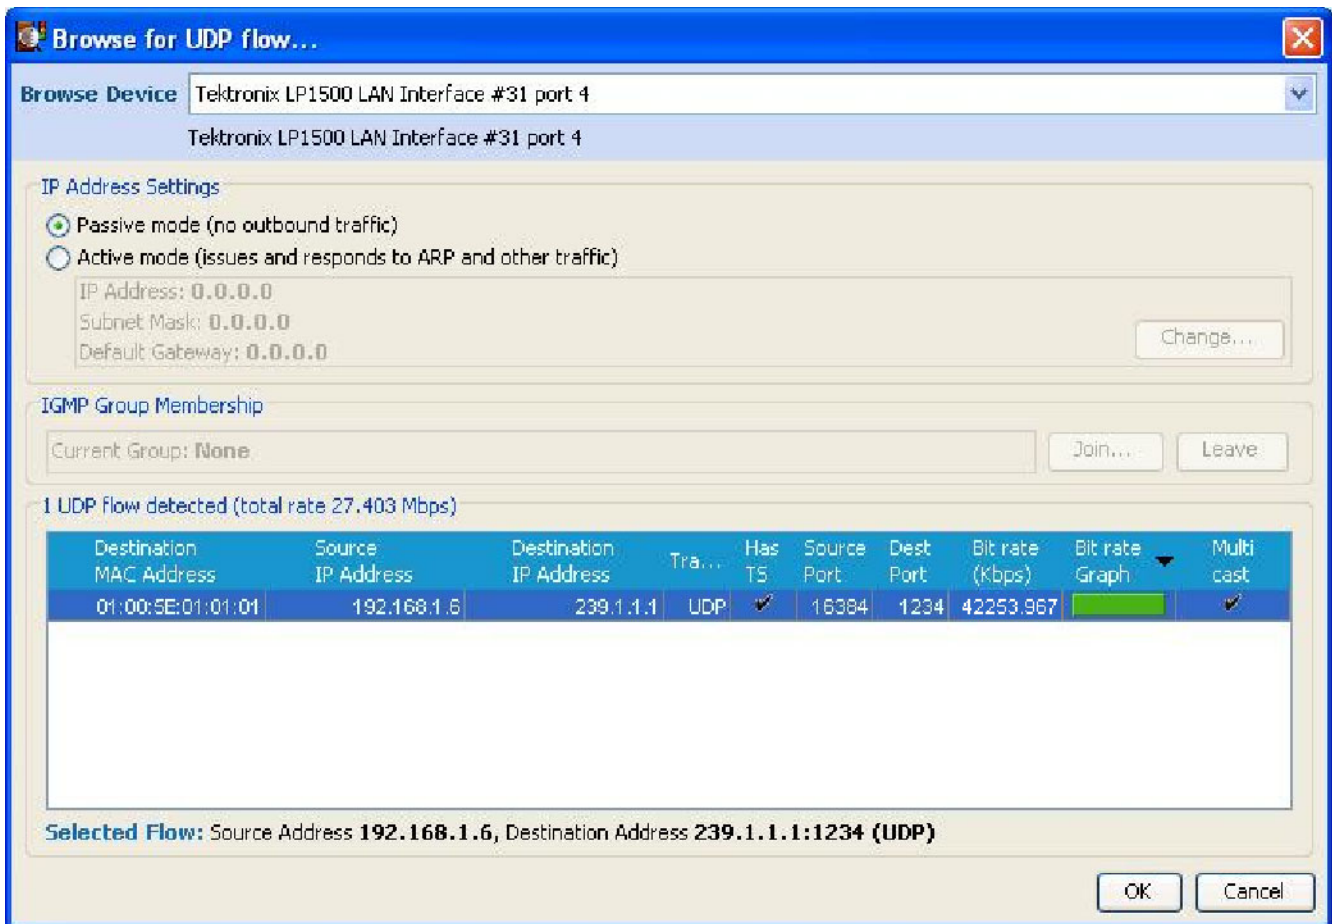 Browse for UDP flow...
Browse Device Tektronix LP1500 LAN Interface #31 port 4
Tektronix LP1500 LAN Interface #31 port 4
IP Address Settings
Passive mode (no outbound traffic)
Active mode (issues and responds to ARP and other traffic)
IP Address: 0.0.0.0
Subnet Mask: 0.0.0.0
Default Gateway: 0.0.0.0
Change...
IGMP Group Membership
Current Group: None
Join...
Leave
1 UDP flow detected (total rate 27.403 Mbps)
Destination Source Destination Has Source Dest Bit rate Bit rate Multi
MAC Address IP Address IP Address Tra... TS Port Port (Kbps) Graph cast
01:00:5E:01:01:01 192.168.1.6 239.1.1.1 UDP 16384 1234 42253.967
Selected Flow: Source Address 192.168.1.6, Destination Address 239.1.1.1:1234 (UDP)
OK Cancel